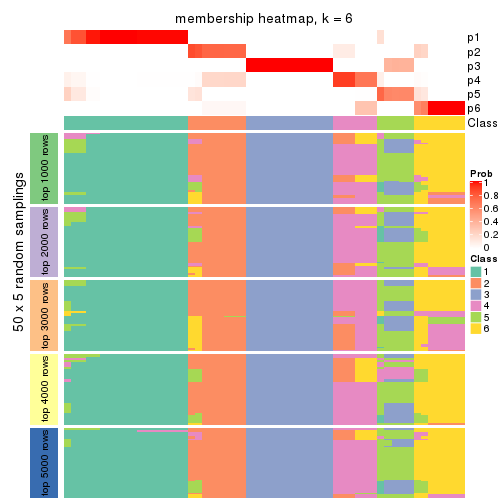 membership heatmap, k = 6
p1
p2
p3
p4
p5
p6
Class
50 x 5 random samplings
top 1000 rows
top 2000 rows
top 3000 rows
top 4000 rows
top 5000 rows
Prob
1
0.8
0.6
0.4
0.2
0
Class
1
2
3
4
5
6